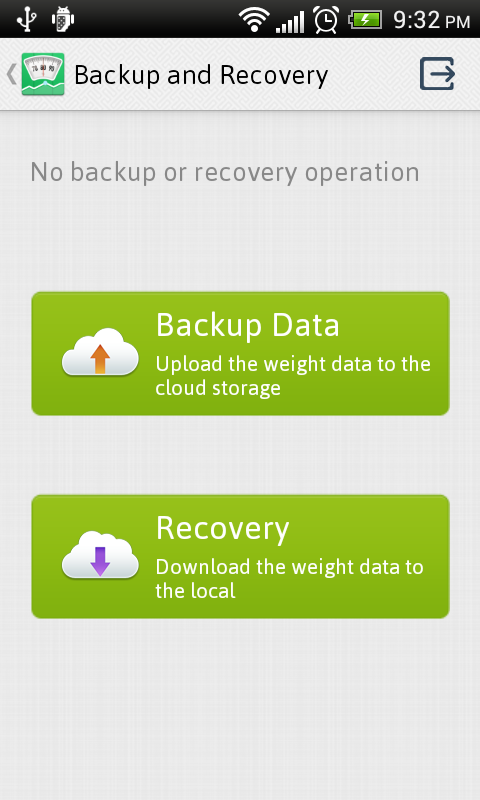 9:32 PM
Backup and Recovery
No backup or recovery operation
Backup Data
Upload the weight data to the
cloud storage
Recovery
Download the weight data to
the local